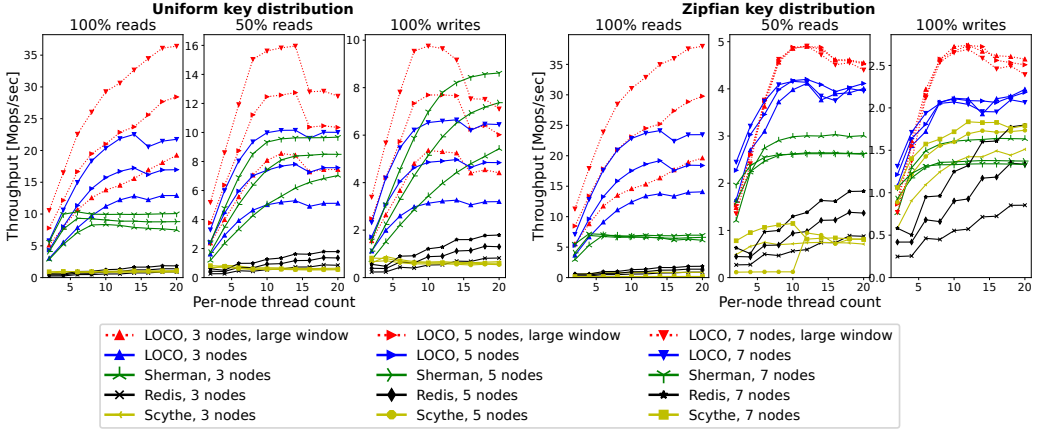 Uniform key distribution
Zipfian key distribution
100% reads
50% reads
100% writes
100% reads
50% reads
100% writes
Throughput [Mops/sec]
0
5
10
15
20
25
30
35
0
2
4
6
8
10
12
14
16
0
2
4
6
8
10
5 10 15 20
5 10 15 20
5 10 15 20
Per-node thread count
Throughput [Mops/sec]
0
5
10
15
20
25
30
35
0
1
2
3
4
5
0.0
0.5
1.0
1.5
2.0
2.5
5 10 15 20
5 10 15 20
5 10 15 20
Per-node thread count
LOCO, 3 nodes, large window
LOCO, 5 nodes, large window
LOCO, 7 nodes, large window
LOCO, 3 nodes
LOCO, 5 nodes
LOCO, 7 nodes
Sherman, 3 nodes
Sherman, 5 nodes
Sherman, 7 nodes
Redis, 3 nodes
Redis, 5 nodes
Redis, 7 nodes
Scythe, 3 nodes
Scythe, 5 nodes
Scythe, 7 nodes